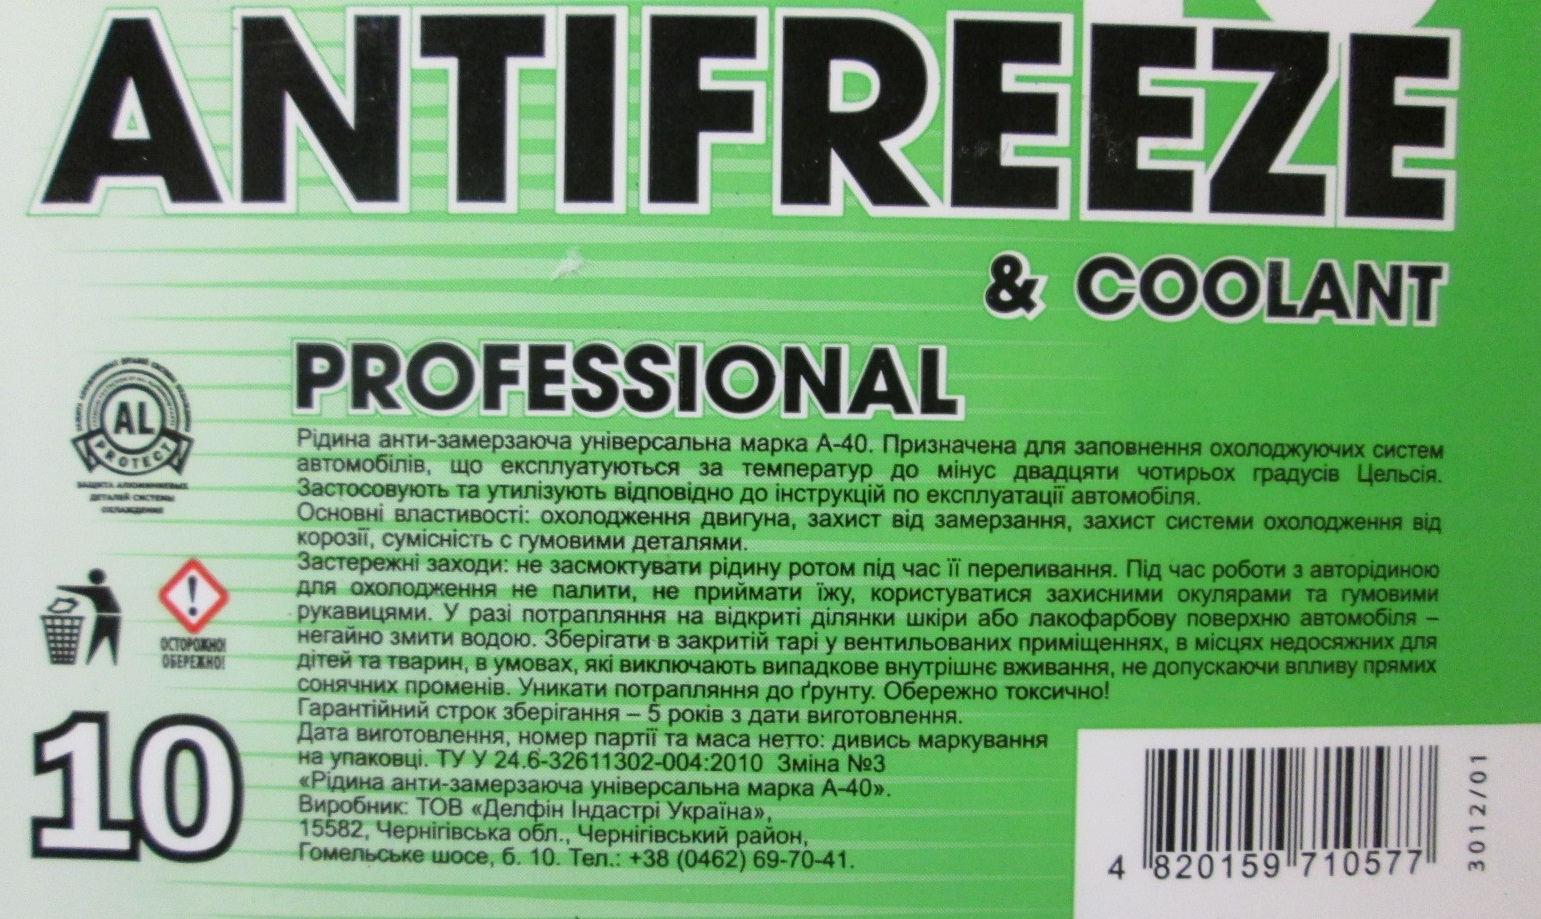 ANTIFREEZE
& COOLANT
PROFESSIONAL
Рідина анти-замерзаюча універсальна марка А-40. Призначена для заповнення охолоджуючих систем
автомобілів, що експлуатуються за температур до мінус двадцяти чотирьох градусів Цельсія.
Застосовують та утилізують відповідно до інструкцій по експлуатації автомобіля.
Основні властивості: охолодження двигуна, захист від замерзання, захист системи охолодження від
корозії, сумісність с гумовими деталями.
Застережні заходи: не засмоктувати рідину ротом під час її переливання. Під час роботи з авторідиною
для охолодження не палити, не приймати їжу, користуватися захисними окулярами та гумовими
рукавицями. У разі потрапляння на відкриті ділянки шкіри або лакофарбову поверхню автомобіля –
негайно змити водою. Зберігати в закритій тарі у вентильованих приміщеннях, в місцях недосяжних для
дітей та тварин, в умовах, які виключають випадкове внутрішнє вживання, не допускаючи впливу прямих
сонячних променів. Уникати потрапляння до ґрунту. Обережно токсично!
Гарантійний строк зберігання – 5 років з дати виготовлення.
Дата виготовлення, номер партії та маса нетто: дивись маркування
на упаковці. ТУ У 24.6-32611302-004:2010 Зміна №3
«Рідина анти-замерзаюча універсальна марка А-40».
Виробник: ТОВ «Делфін Індастрі Україна»,
15582, Чернігівська обл., Чернігівський район,
Гомельське шосе, б. 10. Тел.: +38 (0462) 69-70-41.
AL
PROTECT
ЗАЩИТА АЛЮМИНИЕВЫХ
ДЕТАЛЕЙ СИСТЕМЫ
ОХЛАЖДЕНИЯ
ОСТОРОЖНО!
ОБЕРЕЖНО!
10
4 820159 710577
3012/01